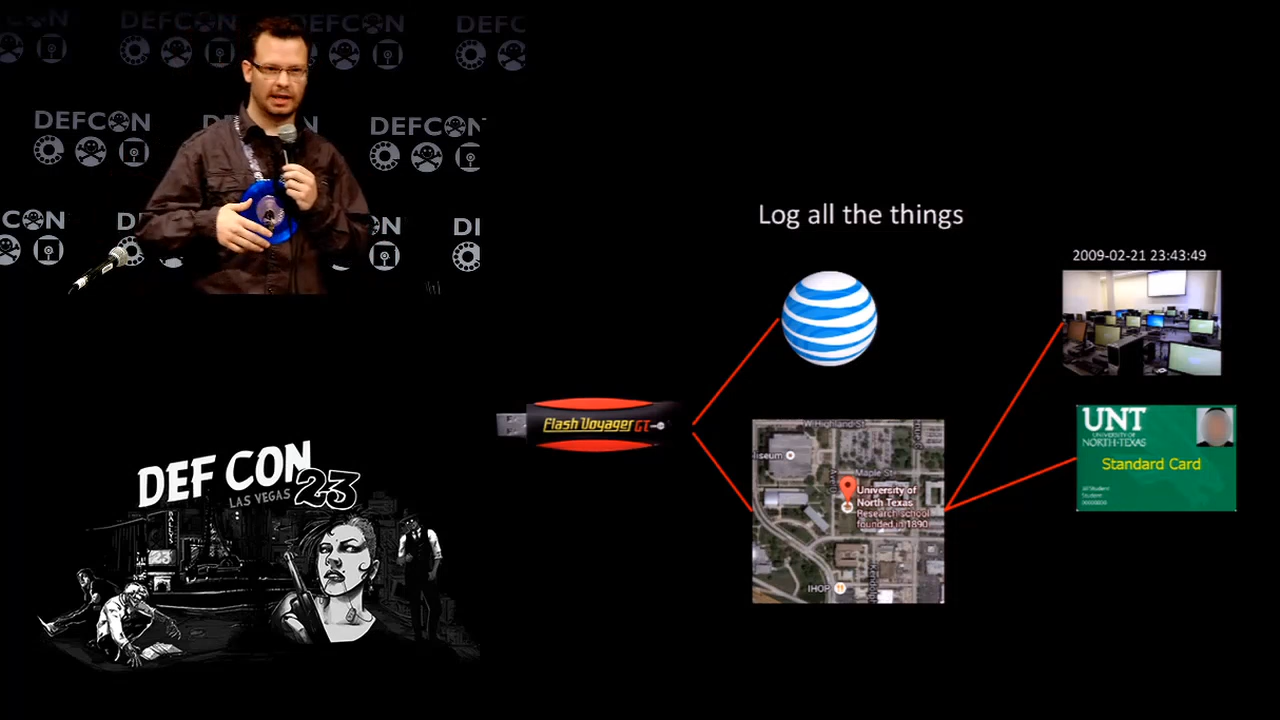 DEFCON
DEFCON
DEFC
DEFCON
DEFCON
DEF CON
LAS VEGAS 23
Log all the things
2009-02-21 23:43:49
Flash Voyager GT
W Highland St
liseum
Maple St
University of
North Texas
Research school
founded in 1890
IHOP
UNT
UNIVERSITY OF
NORTH·TEXAS
Standard Card